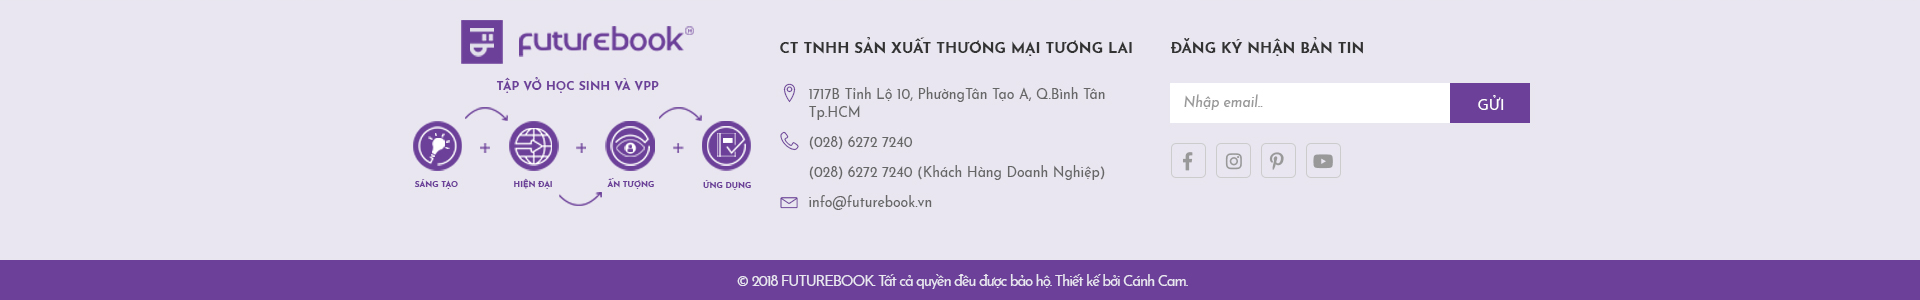 futurebook®
TẬP VỞ HỌC SINH VÀ VPP
SÁNG TẠO
HIỆN ĐẠI
ẤN TƯỢNG
ỨNG DỤNG
CT TNHH SẢN XUẤT THƯƠNG MẠI TƯƠNG LAI
1717B Tỉnh Lộ 10, PhườngTân Tạo A, Q.Bình Tân
Tp.HCM
(028) 6272 7240
(028) 6272 7240 (Khách Hàng Doanh Nghiệp)
info@futurebook.vn
ĐĂNG KÝ NHẬN BẢN TIN
Nhập email..
GỬI
© 2018 FUTUREBOOK. Tất cả quyền đều được bảo hộ. Thiết kế bởi Cánh Cam.